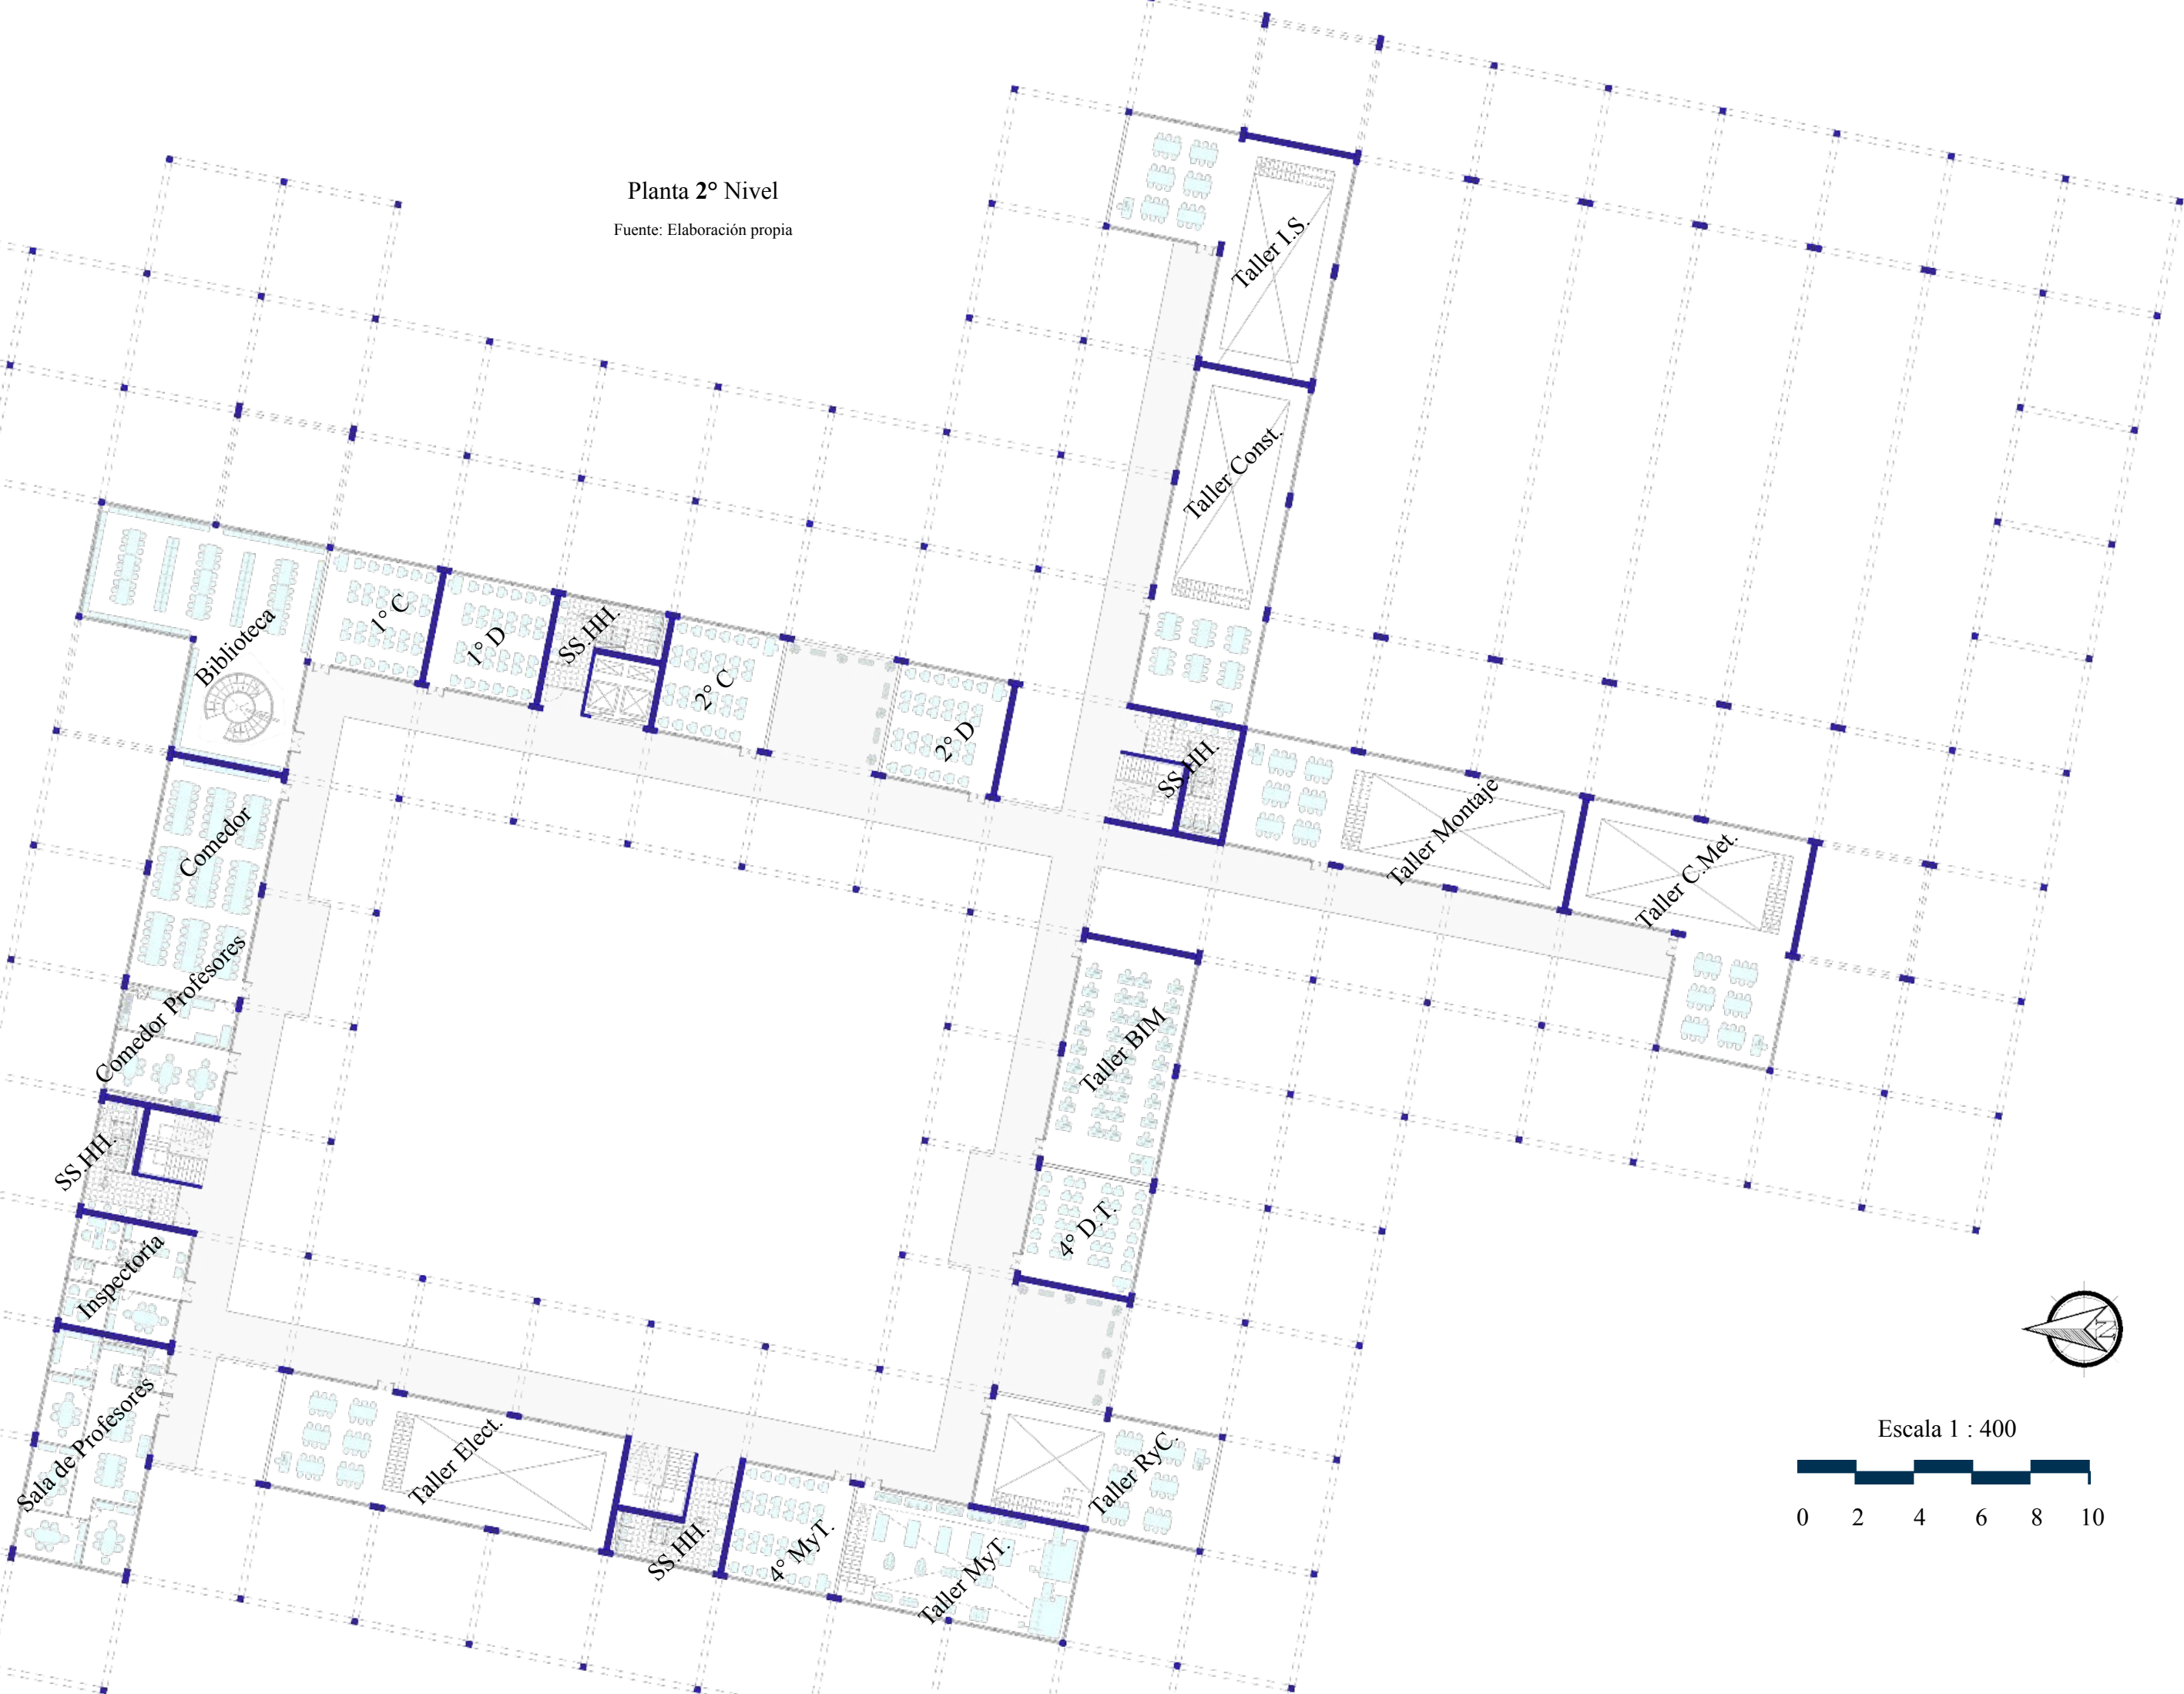 Planta 2° Nivel
Fuente: Elaboración propia
Taller I.S.
Taller Const.
Biblioteca
1° C
1° D
SS.HH.
2° C
2° D
SS.HH.
Taller Montaje
Taller C.Met.
Comedor
Comedor Profesores
Taller BIM
SS.HH.
4° D.T.
Inspectoría
N
Sala de Profesores
Taller Elect.
SS.HH.
4° MyT.
Taller MyT.
Taller RyC.
Escala 1 : 400
0 2 4 6 8 10